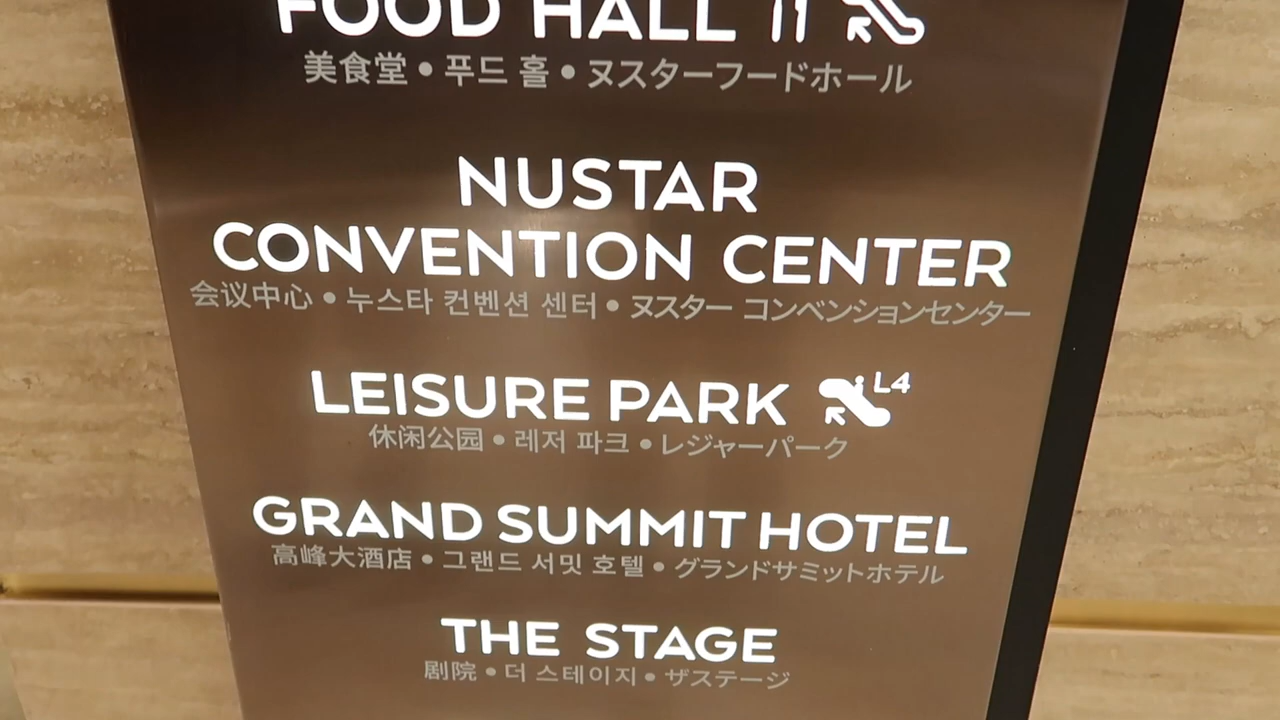 FOOD HALL
美食堂 • 푸드 홀 • ヌスターフードホール
NUSTAR
CONVENTION CENTER
会议中心 • 누스타 컨벤션 센터 • ヌスター コンベンションセンター
LEISURE PARK L4
休闲公园 • 레저 파크 • レジャーパーク
GRAND SUMMIT HOTEL
高峰大酒店 • 그랜드 서밋 호텔 • グランドサミットホテル
THE STAGE
剧院 • 더 스테이지 • ザステージ